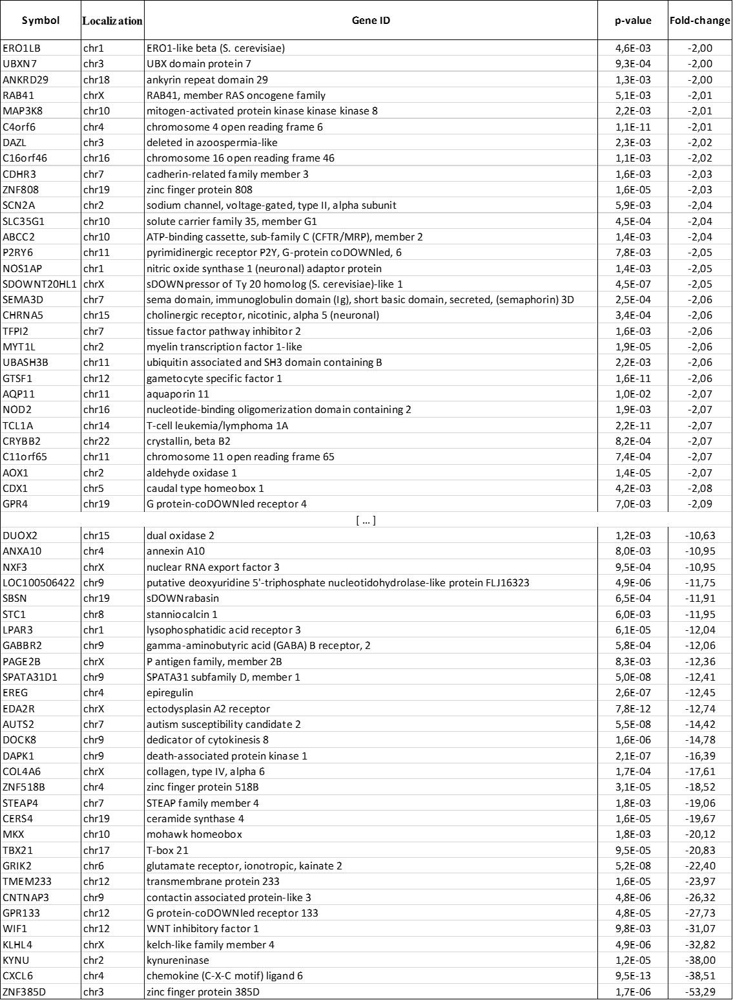 Symbol Localization Gene ID p-value Fold-change
ERO1LB chr1 ERO1-like beta (S. cerevisiae) 4,6E-03 -2,00
UBXN7 chr3 UBX domain protein 7 9,3E-04 -2,00
ANKRD29 chr18 ankyrin repeat domain 29 1,3E-03 -2,00
RAB41 chrX RAB41, member RAS oncogene family 5,1E-03 -2,01
MAP3K8 chr10 mitogen-activated protein kinase kinase kinase 8 2,2E-03 -2,01
C4orf6 chr4 chromosome 4 open reading frame 6 1,1E-11 -2,01
DAZL chr3 deleted in azoospermia-like 2,3E-03 -2,02
C16orf46 chr16 chromosome 16 open reading frame 46 1,1E-03 -2,02
CDHR3 chr7 cadherin-related family member 3 1,6E-03 -2,03
ZNF808 chr19 zinc finger protein 808 1,6E-05 -2,03
SCN2A chr2 sodium channel, voltage-gated, type II, alpha subunit 5,9E-03 -2,04
SLC35G1 chr10 solute carrier family 35, member G1 4,5E-04 -2,04
ABCC2 chr10 ATP-binding cassette, sub-family C (CFTR/MRP), member 2 1,4E-03 -2,04
P2RY6 chr11 pyrimidinergic receptor P2Y, G-protein coDOWNled, 6 7,8E-03 -2,05
NOS1AP chr1 nitric oxide synthase 1 (neuronal) adaptor protein 1,4E-03 -2,05
SDOWNT20HL1 chrX sDOWNpressor of Ty 20 homolog (S. cerevisiae)-like 1 4,5E-07 -2,05
SEMA3D chr7 sema domain, immunoglobulin domain (Ig), short basic domain, secreted, (semaphorin) 3D 2,5E-04 -2,06
CHRNA5 chr15 cholinergic receptor, nicotinic, alpha 5 (neuronal) 3,4E-04 -2,06
TFPI2 chr7 tissue factor pathway inhibitor 2 1,6E-03 -2,06
MYT1L chr2 myelin transcription factor 1-like 1,9E-05 -2,06
UBASH3B chr11 ubiquitin associated and SH3 domain containing B 2,2E-03 -2,06
GTSF1 chr12 gametocyte specific factor 1 1,6E-11 -2,06
AQP11 chr11 aquaporin 11 1,0E-02 -2,07
NOD2 chr16 nucleotide-binding oligomerization domain containing 2 1,9E-03 -2,07
TCL1A chr14 T-cell leukemia/lymphoma 1A 2,2E-11 -2,07
CRYBB2 chr22 crystallin, beta B2 8,2E-04 -2,07
C11orf65 chr11 chromosome 11 open reading frame 65 7,4E-04 -2,07
AOX1 chr2 aldehyde oxidase 1 1,4E-05 -2,07
CDX1 chr5 caudal type homeobox 1 4,2E-03 -2,08
GPR4 chr19 G protein-coDOWNled receptor 4 7,0E-03 -2,09
[ ... ]
DUOX2 chr15 dual oxidase 2 1,2E-03 -10,63
ANXA10 chr4 annexin A10 8,0E-03 -10,95
NXF3 chrX nuclear RNA export factor 3 9,5E-04 -10,95
LOC100506422 chr9 putative deoxyuridine 5'-triphosphate nucleotidohydrolase-like protein FLJ16323 4,9E-06 -11,75
SBSN chr19 sDOWNrabasin 6,5E-04 -11,91
STC1 chr8 stanniocalcin 1 6,0E-03 -11,95
LPAR3 chr1 lysophosphatidic acid receptor 3 6,1E-05 -12,04
GABBR2 chr9 gamma-aminobutyric acid (GABA) B receptor, 2 5,8E-04 -12,06
PAGE2B chrX P antigen family, member 2B 8,3E-03 -12,36
SPATA31D1 chr9 SPATA31 subfamily D, member 1 5,0E-08 -12,41
EREG chr4 epiregulin 2,6E-07 -12,45
EDA2R chrX ectodysplasin A2 receptor 7,8E-12 -12,74
AUTS2 chr7 autism susceptibility candidate 2 5,5E-08 -14,42
DOCK8 chr9 dedicator of cytokinesis 8 1,6E-06 -14,78
DAPK1 chr9 death-associated protein kinase 1 2,1E-07 -16,39
COL4A6 chrX collagen, type IV, alpha 6 1,7E-04 -17,61
ZNF518B chr4 zinc finger protein 518B 3,1E-05 -18,52
STEAP4 chr7 STEAP family member 4 1,8E-03 -19,06
CERS4 chr19 ceramide synthase 4 1,6E-05 -19,67
MKX chr10 mohawk homeobox 1,8E-03 -20,12
TBX21 chr17 T-box 21 9,5E-05 -20,83
GRIK2 chr6 glutamate receptor, ionotropic, kainate 2 5,2E-08 -22,40
TMEM233 chr12 transmembrane protein 233 1,6E-05 -23,97
CNTNAP3 chr9 contactin associated protein-like 3 4,8E-06 -26,32
GPR133 chr12 G protein-coDOWNled receptor 133 4,8E-05 -27,73
WIF1 chr12 WNT inhibitory factor 1 9,8E-03 -31,07
KLHL4 chrX kelch-like family member 4 4,9E-06 -32,82
KYNU chr2 kynureninase 1,2E-05 -38,00
CXCL6 chr4 chemokine (C-X-C motif) ligand 6 9,5E-13 -38,51
ZNF385D chr3 zinc finger protein 385D 1,7E-06 -53,29